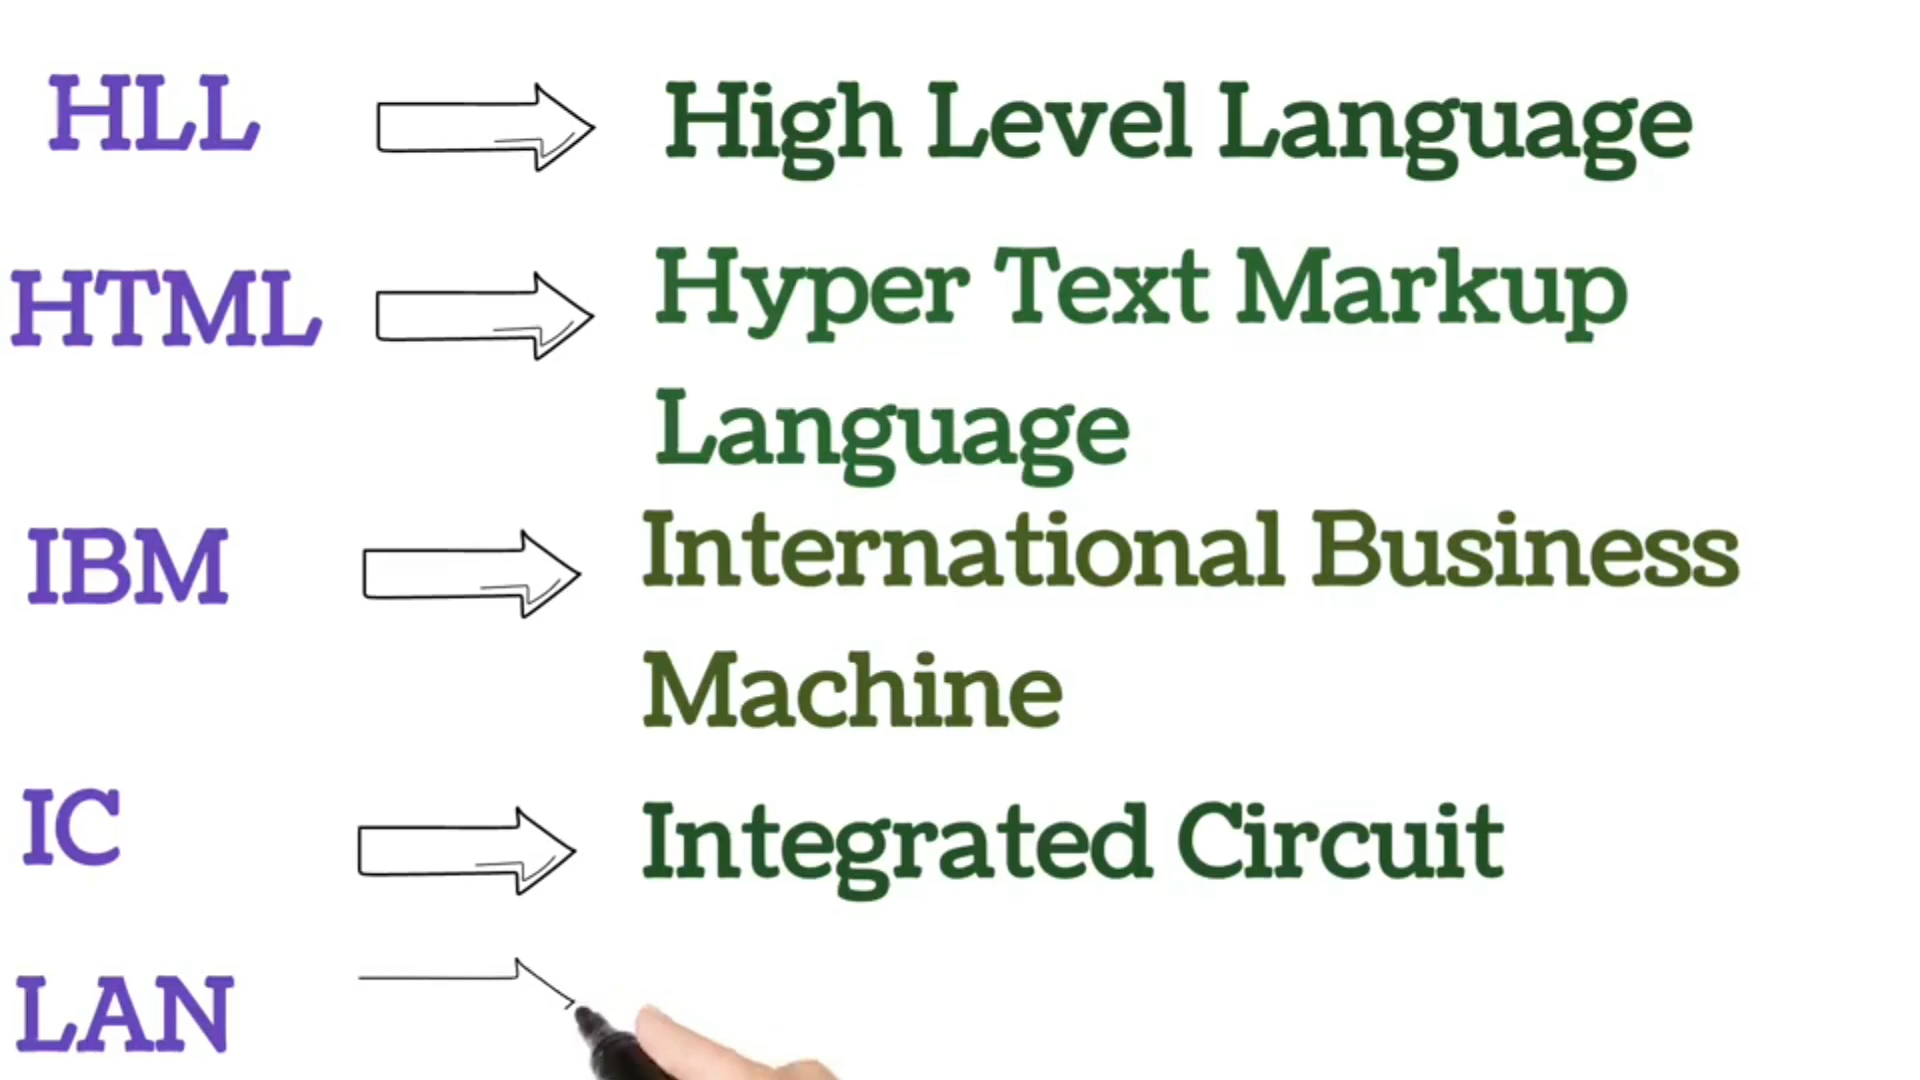 HLL High Level Language
HTML Hyper Text Markup
Language
IBM International Business
Machine
IC Integrated Circuit
LAN